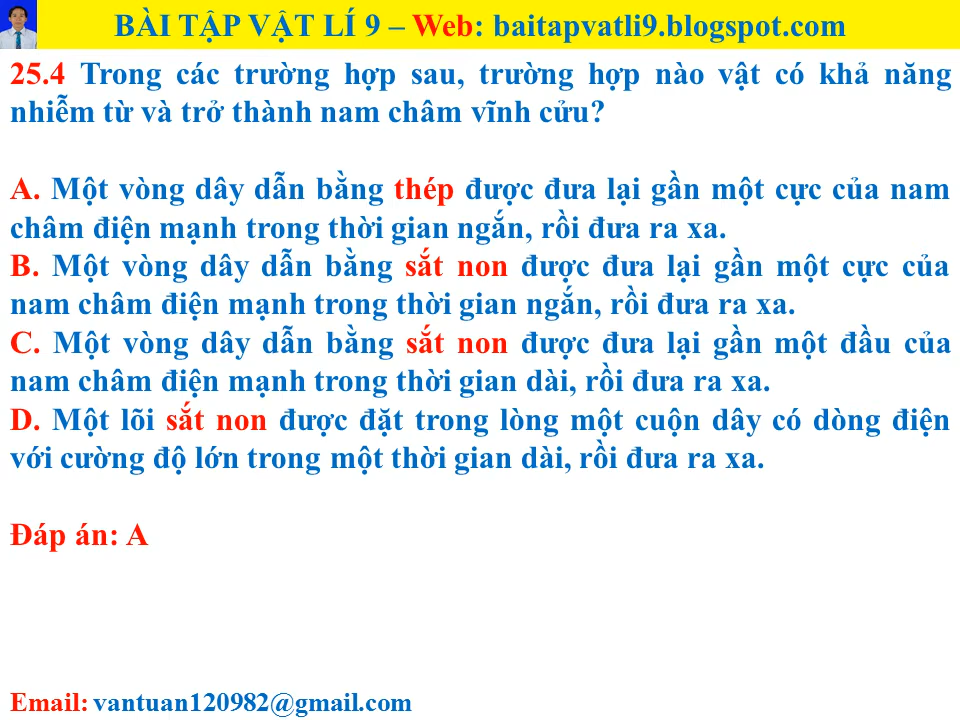 BÀI TẬP VẬT LÍ 9 – Web: baitapvatli9.blogspot.com
25.4 Trong các trường hợp sau, trường hợp nào vật có khả năng
nhiễm từ và trở thành nam châm vĩnh cửu?
A. Một vòng dây dẫn bằng thép được đưa lại gần một cực của nam
châm điện mạnh trong thời gian ngắn, rồi đưa ra xa.
B. Một vòng dây dẫn bằng sắt non được đưa lại gần một cực của
nam châm điện mạnh trong thời gian ngắn, rồi đưa ra xa.
C. Một vòng dây dẫn bằng sắt non được đưa lại gần một đầu của
nam châm điện mạnh trong thời gian dài, rồi đưa ra xa.
D. Một lõi sắt non được đặt trong lòng một cuộn dây có dòng điện
với cường độ lớn trong một thời gian dài, rồi đưa ra xa.
Đáp án: A
Email: vantuan120982@gmail.com